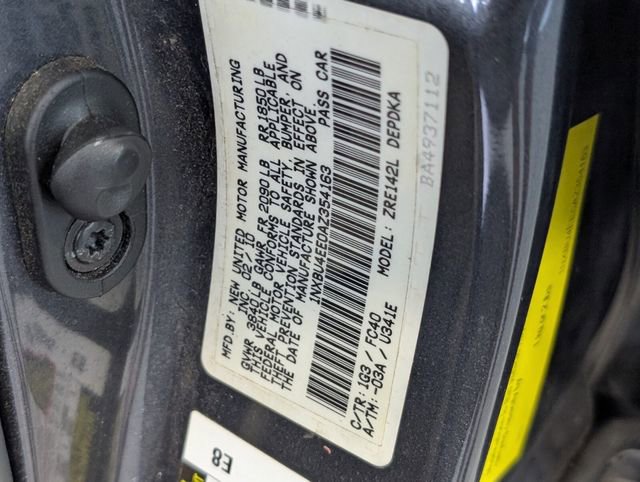 MFD.BY: NEW UNITED MOTOR MANUFACTURING
INC. 02/10
GVWR 3840LB GAWR FR 2090LB RR 1850LB
THIS VEHICLE CONFORMS TO ALL APPLICABLE
FEDERAL MOTOR VEHICLE SAFETY, BUMPER, AND
THEFT PREVENTION STANDARDS IN EFFECT ON
THE DATE OF MANUFACTURE SHOWN ABOVE.
1NXBU4EE0AZ354163 PASS CAR
C/TR: 1G3 / FC40 MODEL: ZRE142L DEPDKA
A/TM: -03A / U341E
BA4937112
E8